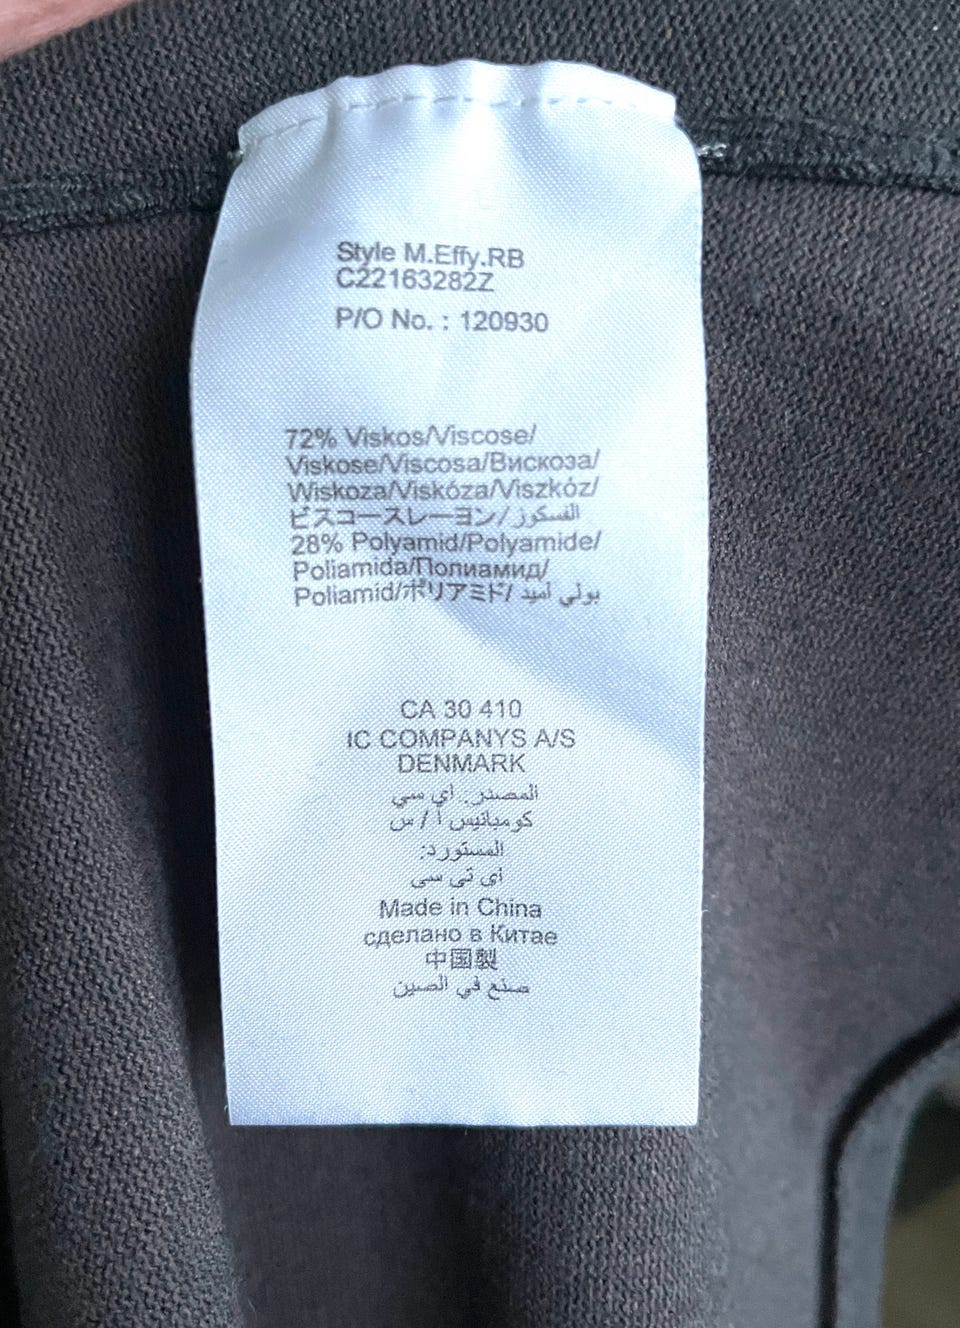 Style M.Effy.RB
C22163282Z
P/O No. : 120930
72% Viskos/Viscose/
Viskose/Viscosa/Вискоза/
Wiskoza/Viskóza/Viszkóz/
ビスコースレーヨン/الفسكوز
28% Polyamid/Polyamide/
Poliamida/Полиамид/
Poliamid/ポリアミド/ بولي أميد
CA 30 410
IC COMPANYS A/S
DENMARK
المصدر: اي سي
كومبانيس أ / س
المستورد:
اى تى سى
Made in China
сделано в Китае
中国製
صنع في الصين